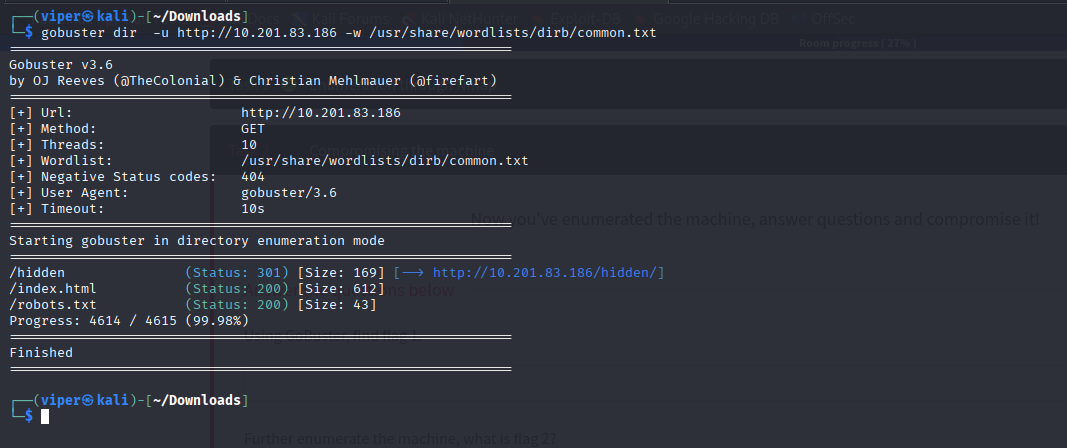 Docs Kali Forums Kali NetHunter Exploit-DB Google Hacking DB OffSec
┌──(viper㉿kali)-[~/Downloads]
└─$ gobuster dir  -u http://10.201.83.186 -w /usr/share/wordlists/dirb/common.txt
Room progress ( 27% )
===============================================================
Gobuster v3.6
by OJ Reeves (@TheColonial) & Christian Mehlmauer (@firefart)
===============================================================
[+] Url:                     http://10.201.83.186
[+] Method:                  GET
[+] Threads:                 10
[+] Wordlist:                /usr/share/wordlists/dirb/common.txt
Compromising the machine
[+] Negative Status codes:   404
[+] User Agent:              gobuster/3.6
[+] Timeout:                 10s
Now you've enumerated the machine, answer questions and compromise it!
===============================================================
Starting gobuster in directory enumeration mode
===============================================================
/hidden               (Status: 301) [Size: 169] [--> http://10.201.83.186/hidden/]
/index.html           (Status: 200) [Size: 612]
below
/robots.txt           (Status: 200) [Size: 43]
Progress: 4614 / 4615 (99.98%)
===============================================================
Using GoBuster, find flag 1.
Finished
===============================================================
┌──(viper㉿kali)-[~/Downloads]
└─$
Further enumerate the machine, what is flag 2?